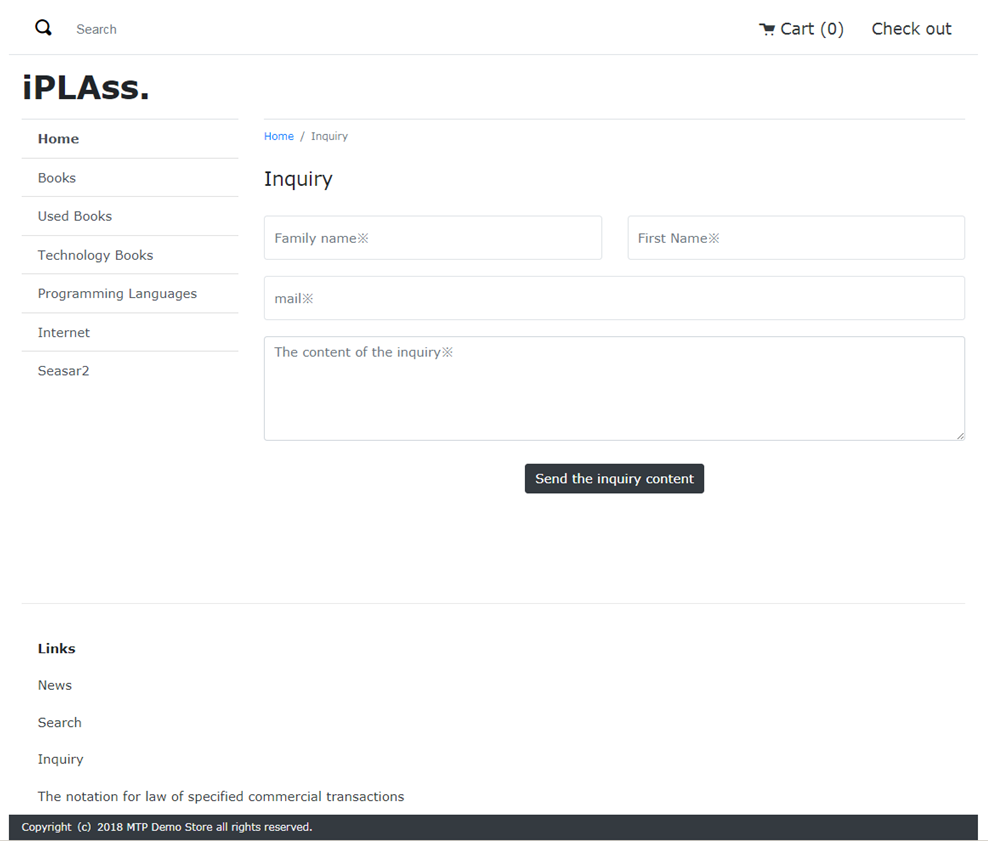 Search
Cart (0)
Check out
iPLAss.
Home
Books
Used Books
Technology Books
Programming Languages
Internet
Seasar2
Home / Inquiry
Inquiry
Family name※
First Name※
mail※
The content of the inquiry※
Send the inquiry content
Links
News
Search
Inquiry
The notation for law of specified commercial transactions
Copyright (c) 2018 MTP Demo Store all rights reserved.